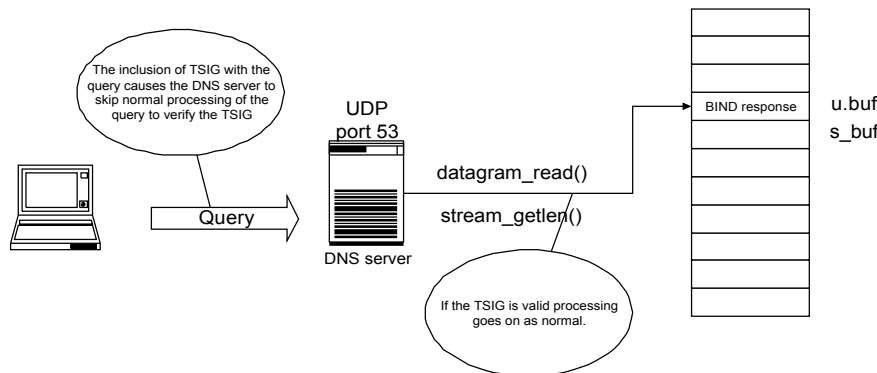 The inclusion of TSIG with the
query causes the DNS server to
skip normal processing of the
query to verify the TSIG
UDP
port 53
BIND response
u.buf
s_buf
datagram_read()
Query
stream_getlen()
DNS server
If the TSIG is valid processing
goes on as normal.